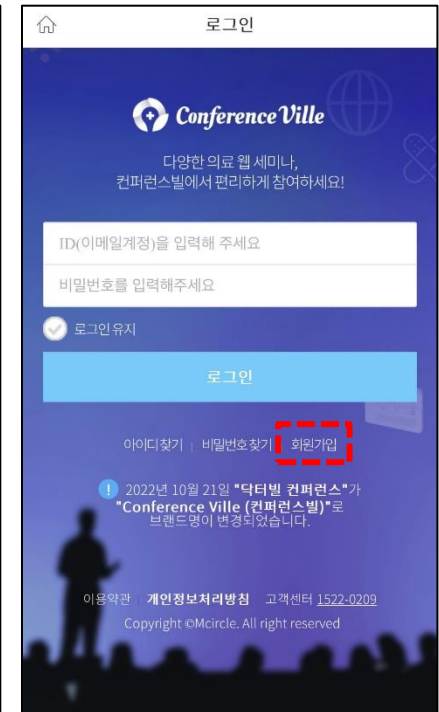 로그인
Conference Ville
다양한 의료 웹 세미나,
컨퍼런스빌에서 편리하게 참여하세요!
ID(이메일계정)을 입력해 주세요
비밀번호를 입력해주세요
로그인 유지
로그인
아이디 찾기 | 비밀번호 찾기 | 회원가입
! 2022년 10월 21일 "닥터빌 컨퍼런스"가
"Conference Ville (컨퍼런스빌)"로
브랜드명이 변경되었습니다.
이용약관 | 개인정보처리방침 고객센터 1522-0209
Copyright ©Mcircle. All right reserved